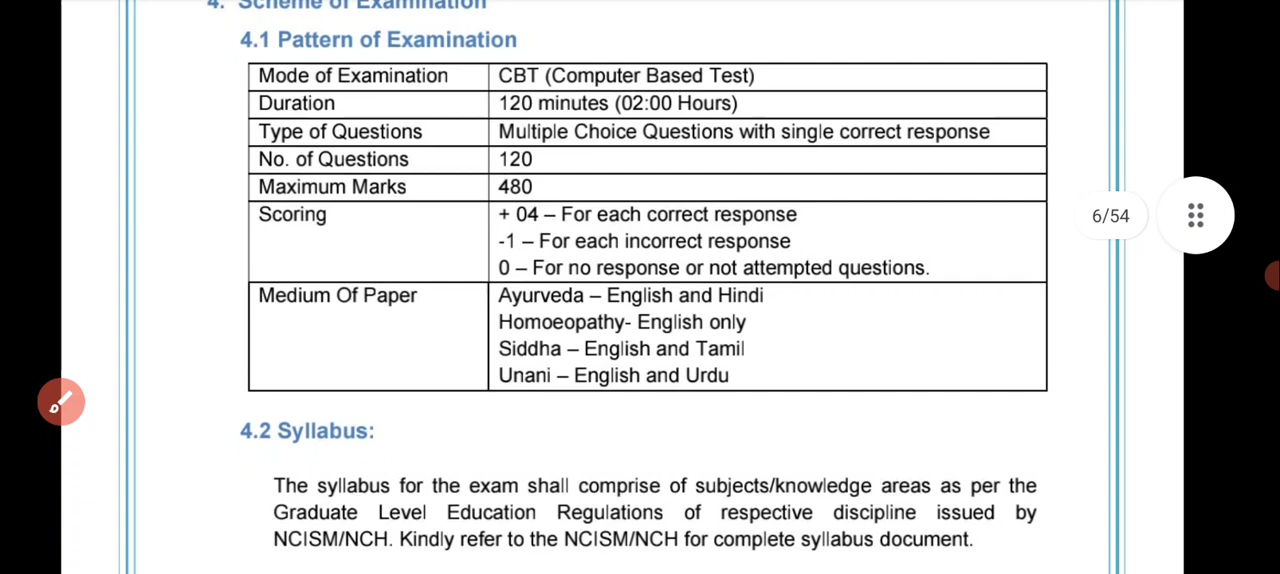 4. Scheme of Examination
4.1 Pattern of Examination
Mode of Examination CBT (Computer Based Test)
Duration 120 minutes (02:00 Hours)
Type of Questions Multiple Choice Questions with single correct response
No. of Questions 120
Maximum Marks 480
Scoring + 04 – For each correct response
-1 – For each incorrect response
0 – For no response or not attempted questions.
6/54
Medium Of Paper Ayurveda – English and Hindi
Homoeopathy- English only
Siddha – English and Tamil
Unani – English and Urdu
4.2 Syllabus:
The syllabus for the exam shall comprise of subjects/knowledge areas as per the
Graduate Level Education Regulations of respective discipline issued by
NCISM/NCH. Kindly refer to the NCISM/NCH for complete syllabus document.